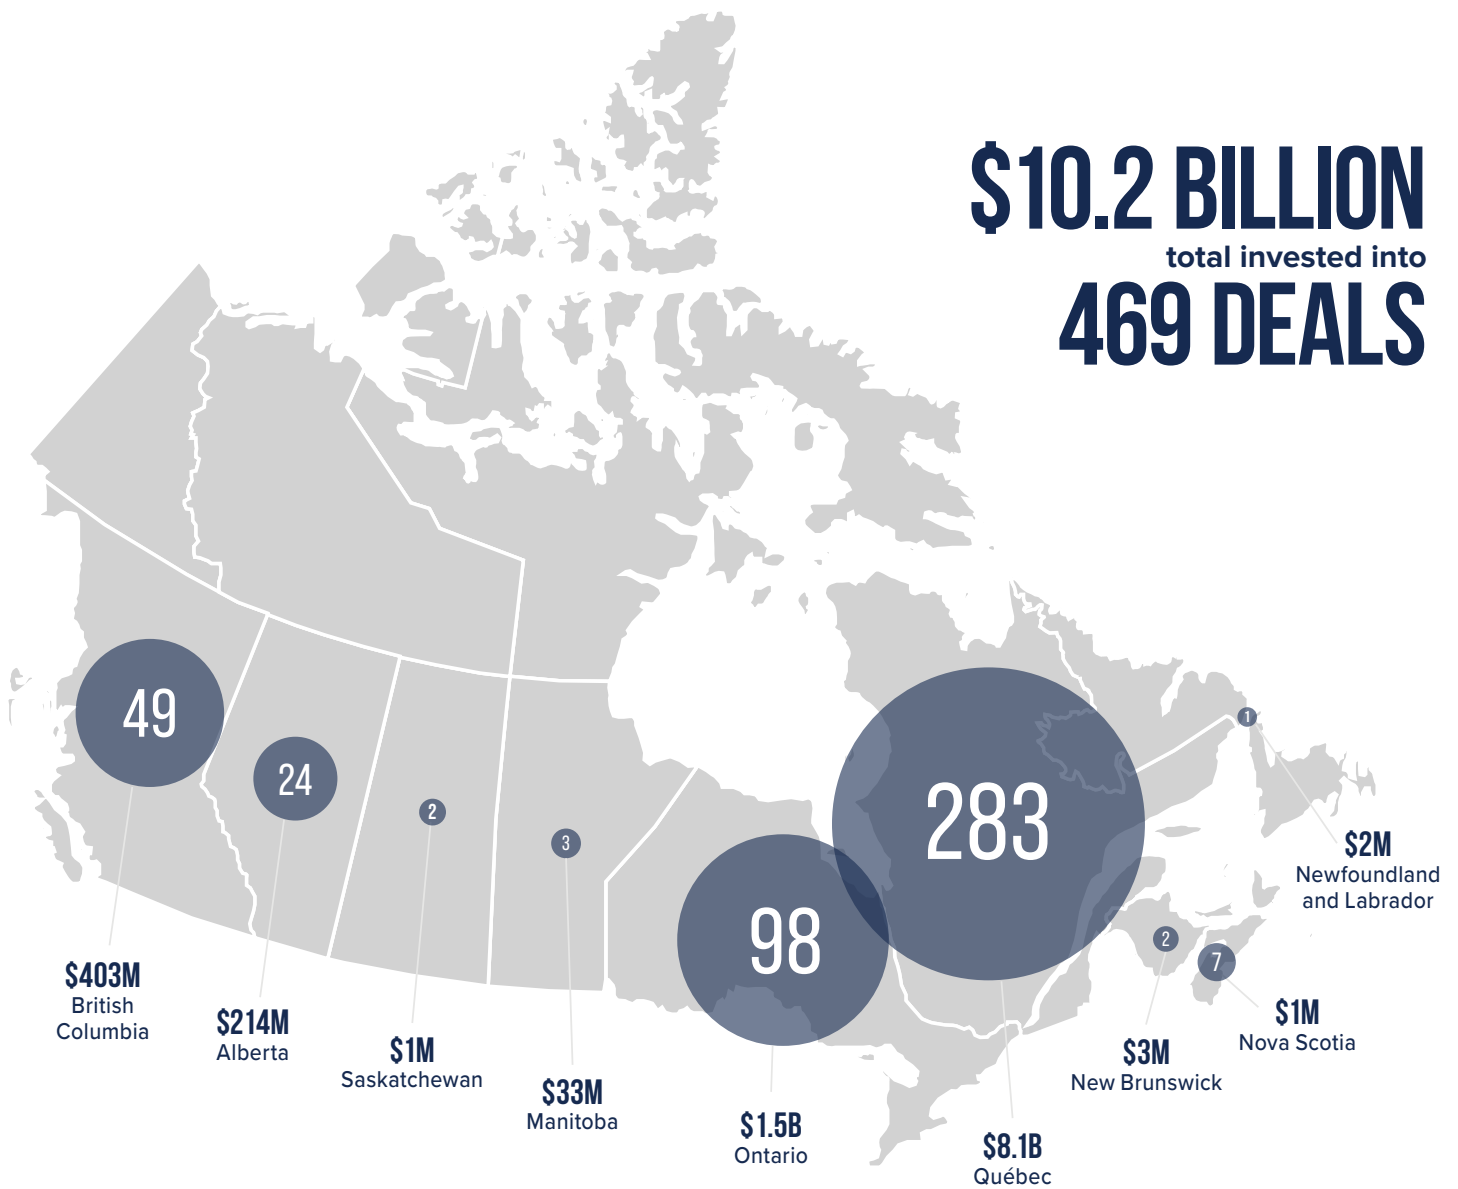 $10.2 BILLION
total invested into
469 DEALS
49
24
2
3
98
283
1
2
7
$403M
British
Columbia
$214M
Alberta
$1M
Saskatchewan
$33M
Manitoba
$1.5B
Ontario
$8.1B
Québec
$3M
New Brunswick
$1M
Nova Scotia
$2M
Newfoundland
and Labrador